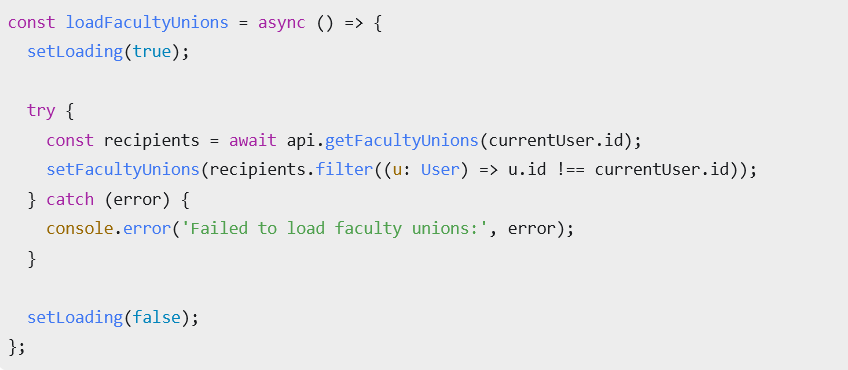 const loadFacultyUnions = async () => {
  setLoading(true);

  try {
    const recipients = await api.getFacultyUnions(currentUser.id);
    setFacultyUnions(recipients.filter((u: User) => u.id !== currentUser.id));
  } catch (error) {
    console.error('Failed to load faculty unions:', error);
  }

  setLoading(false);
};